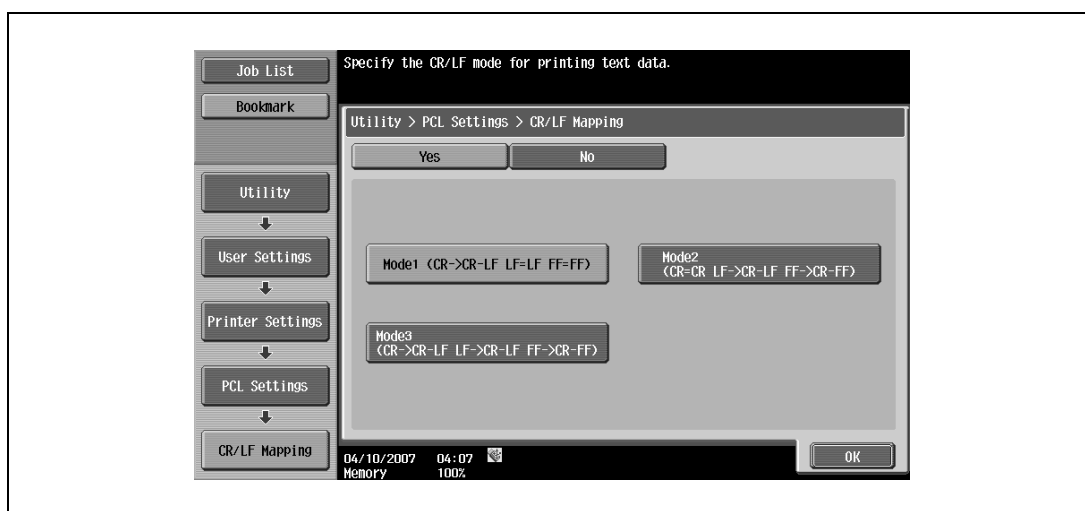 Job List
Bookmark
Utility
User Settings
Printer Settings
PCL Settings
CR/LF Mapping
Specify the CR/LF mode for printing text data.
Utility > PCL Settings > CR/LF Mapping
Yes No
Mode1 (CR->CR-LF LF=LF FF=FF)
Mode2
(CR=CR LF->CR-LF FF->CR-FF)
Mode3
(CR->CR-LF LF->CR-LF FF->CR-FF)
04/10/2007 04:07
Memory 100%
OK